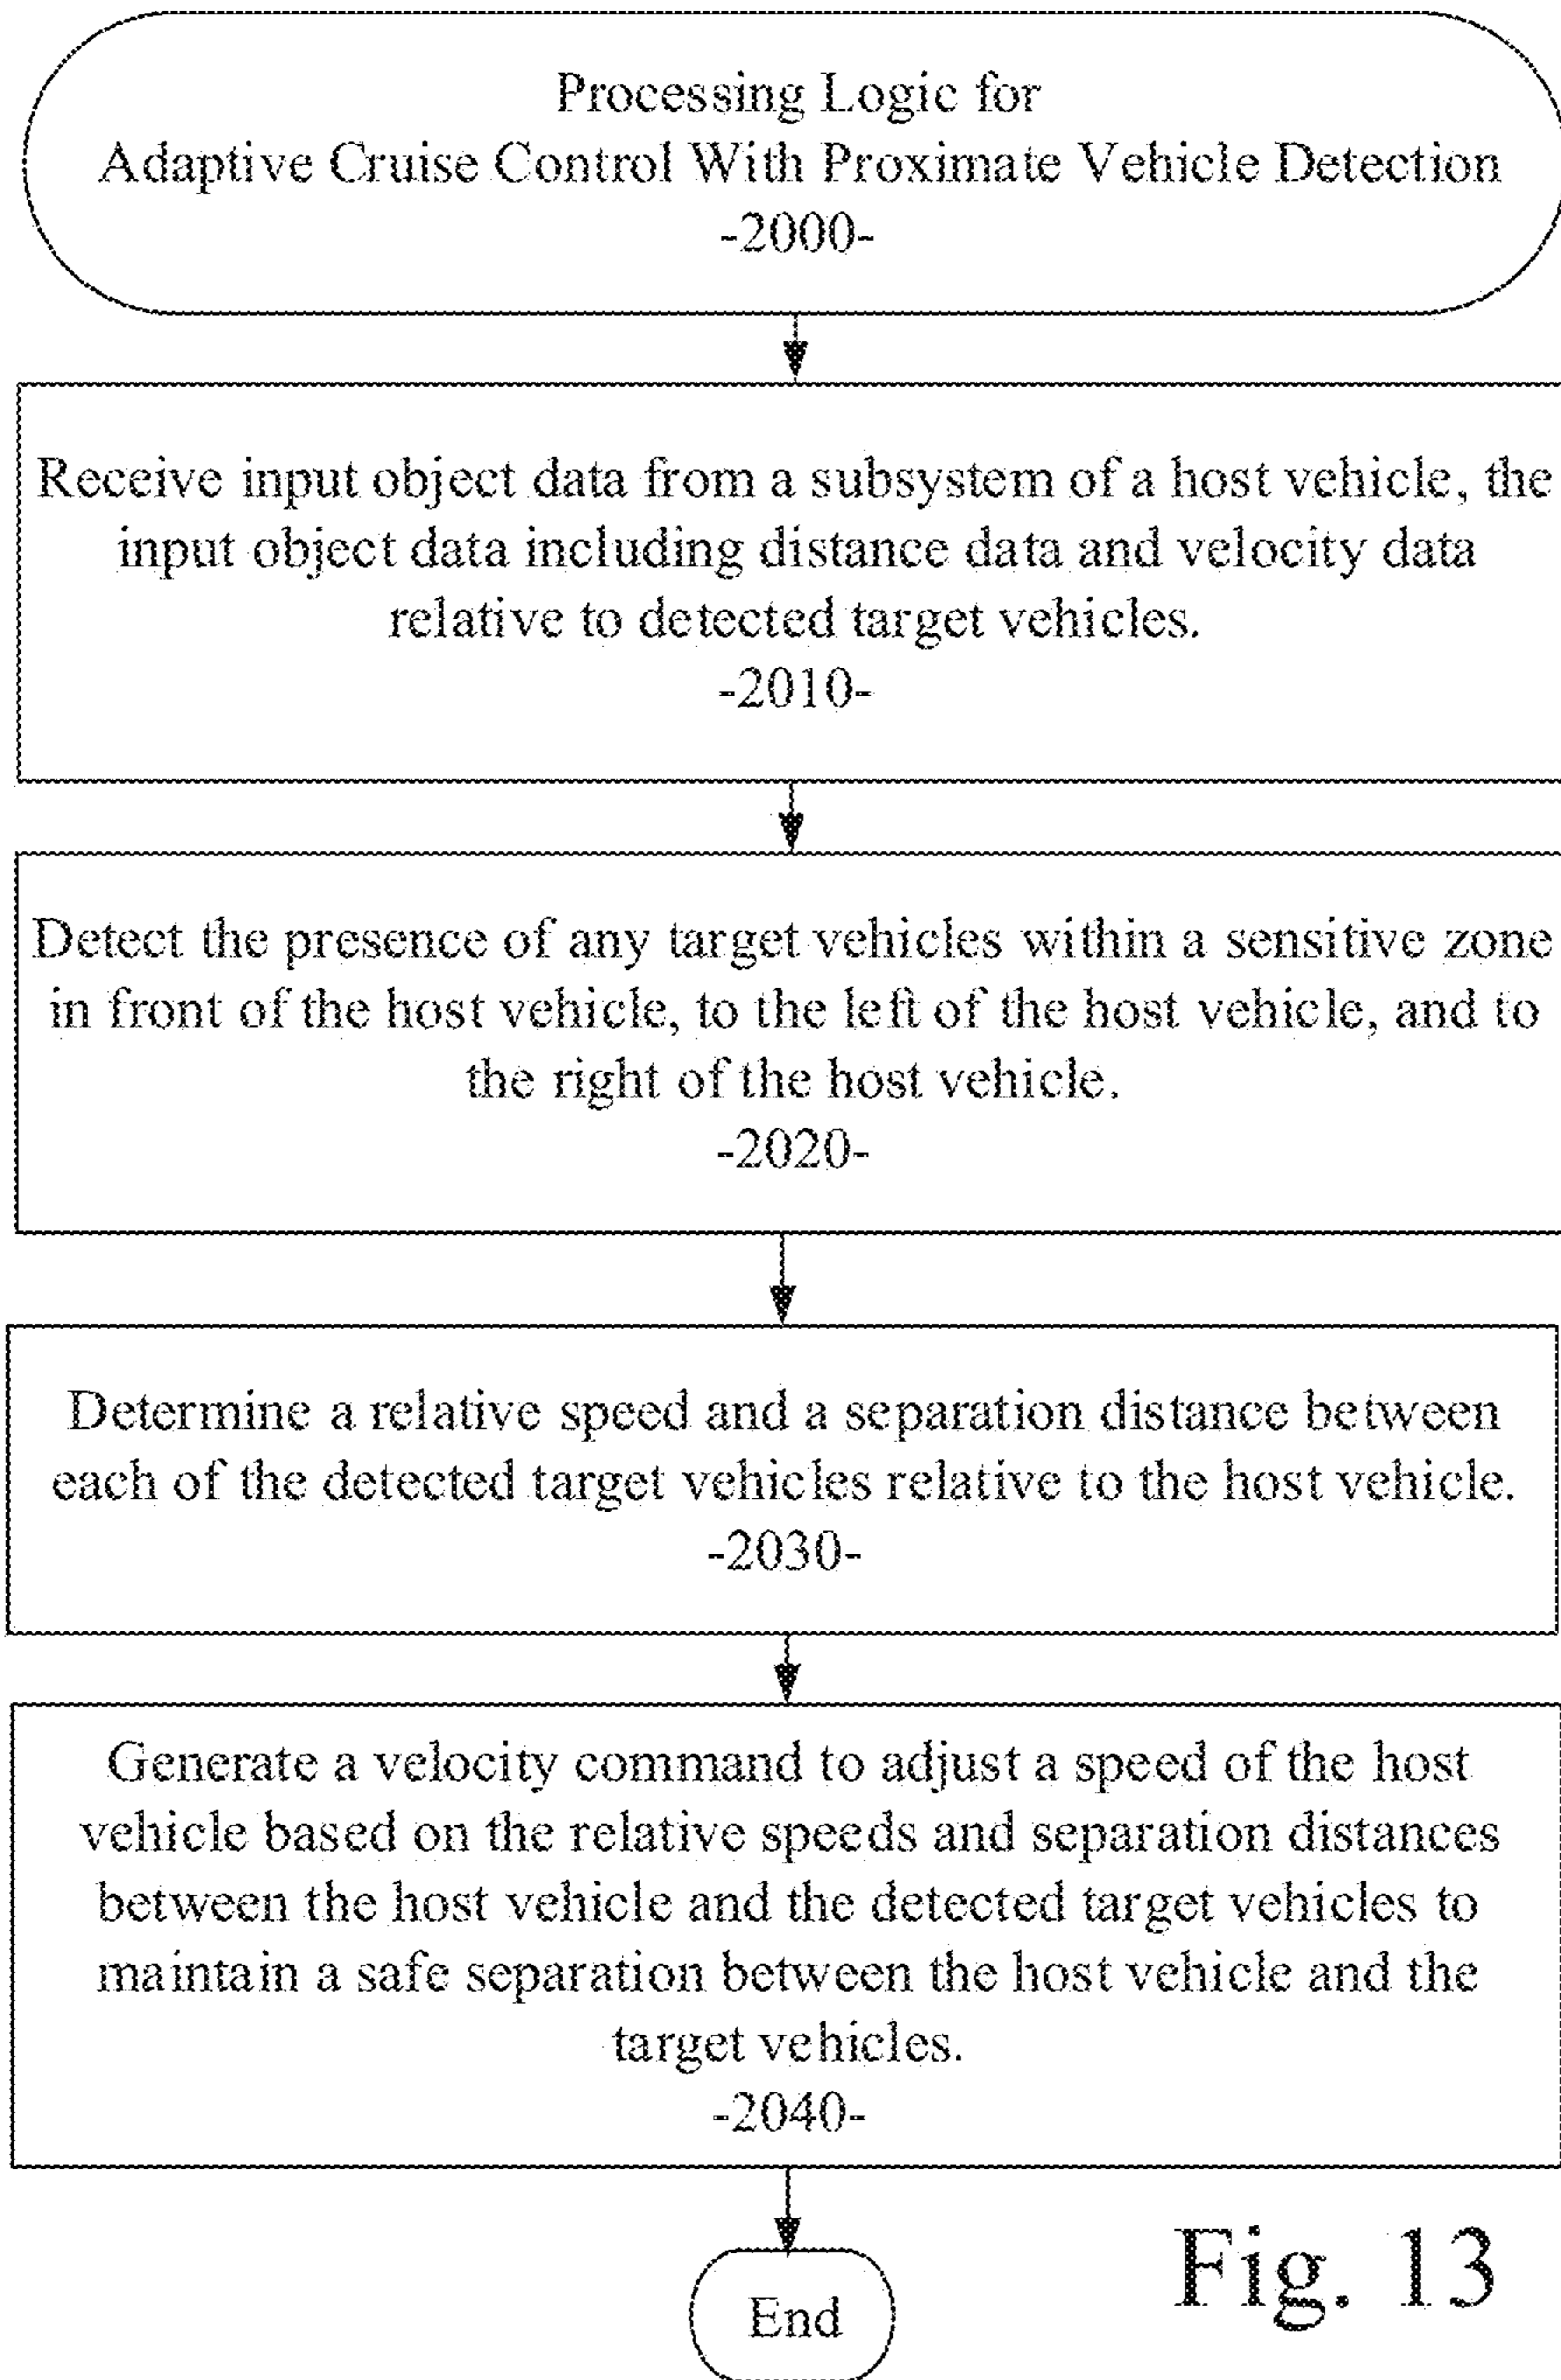 Processing Logic for
Adaptive Cruise Control With Proximate Vehicle Detection
-2000-
Receive input object data from a subsystem of a host vehicle, the
input object data including distance data and velocity data
relative to detected target vehicles.
-2010-
Detect the presence of any target vehicles within a sensitive zone
in front of the host vehicle, to the left of the host vehicle, and to
the right of the host vehicle.
-2020-
Determine a relative speed and a separation distance between
each of the detected target vehicles relative to the host vehicle.
-2030-
Generate a velocity command to adjust a speed of the host
vehicle based on the relative speeds and separation distances
between the host vehicle and the detected target vehicles to
maintain a safe separation between the host vehicle and the
target vehicles.
-2040-
End
Fig. 13